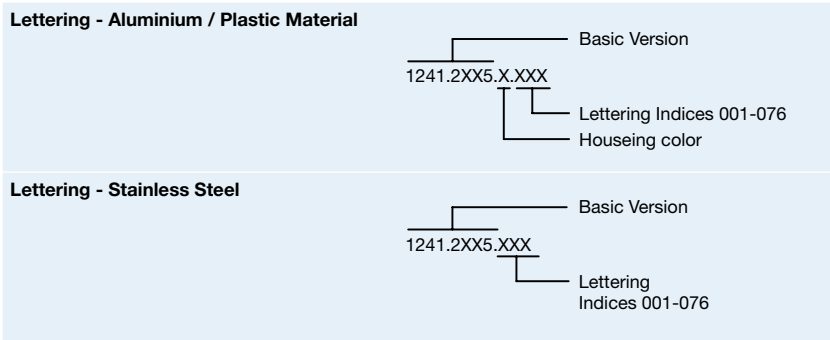 Lettering - Aluminium / Plastic Material
Basic Version
1241.2XX5.X.XXX
Lettering Indices 001-076
Houseing color
Lettering - Stainless Steel
Basic Version
1241.2XX5.XXX
Lettering
Indices 001-076